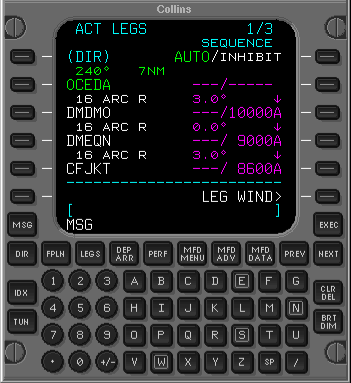 Collins
ACT LEGS 1/3
SEQUENCE
(DIR) AUTO/INHIBIT
240° 7NM
OCEDA ---/-----
16 ARC R 3.0° ↓
DMDMO ---/10000A
16 ARC R 0.0° ↓
DMEQN ---/ 9000A
16 ARC R 3.0° ↓
CFJKT ---/ 8600A
--------------------
LEG WIND>
[ ]
MSG
MSG EXEC
DIR FPLN LEGS DEP ARR PERF MFD MENU MFD ADV MFD DATA PREV NEXT
IDX 1 2 3 A B C D E F G CLR DEL
4 5 6 H I J K L M N
TUN 7 8 9 O P Q R S T U BRT DIM
. 0 +/- V W X Y Z SP /